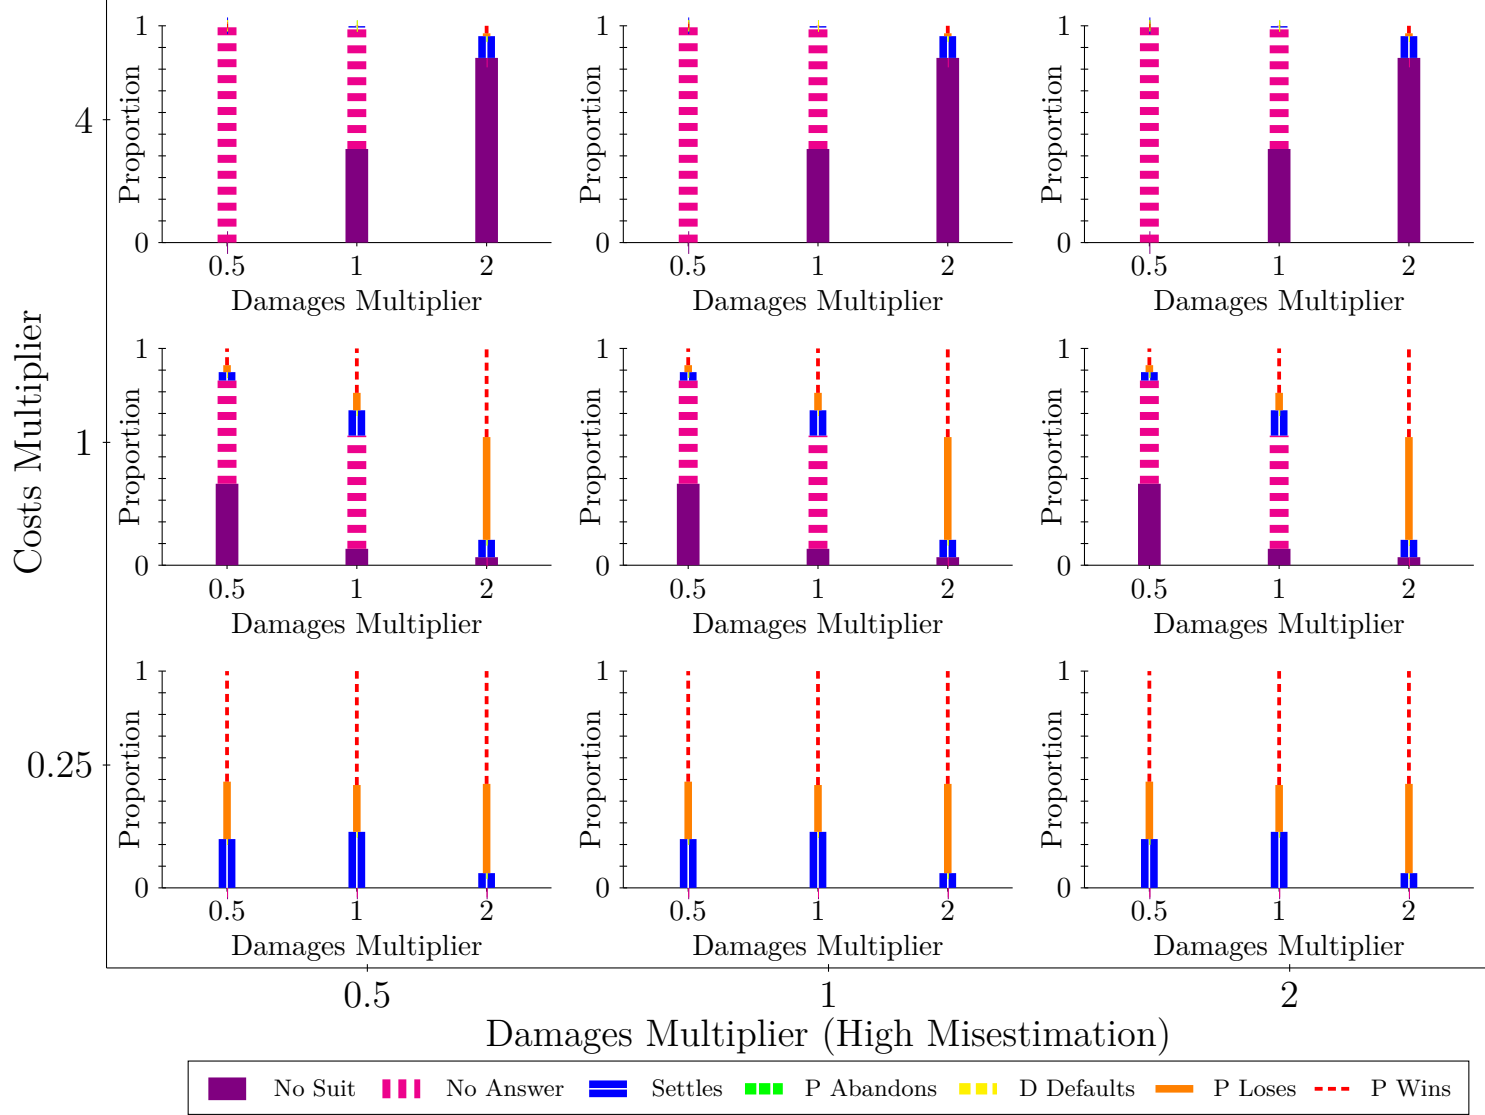 Costs Multiplier
4
1
0.25
Proportion
1
0
0.5 1 2
Damages Multiplier
Proportion
1
0
0.5 1 2
Damages Multiplier
Proportion
1
0
0.5 1 2
Damages Multiplier
Proportion
1
0
0.5 1 2
Damages Multiplier
Proportion
1
0
0.5 1 2
Damages Multiplier
Proportion
1
0
0.5 1 2
Damages Multiplier
Proportion
1
0
0.5 1 2
Damages Multiplier
Proportion
1
0
0.5 1 2
Damages Multiplier
Proportion
1
0
0.5 1 2
Damages Multiplier
0.5 1 2
Damages Multiplier (High Misestimation)
No Suit No Answer Settles P Abandons D Defaults P Loses P Wins